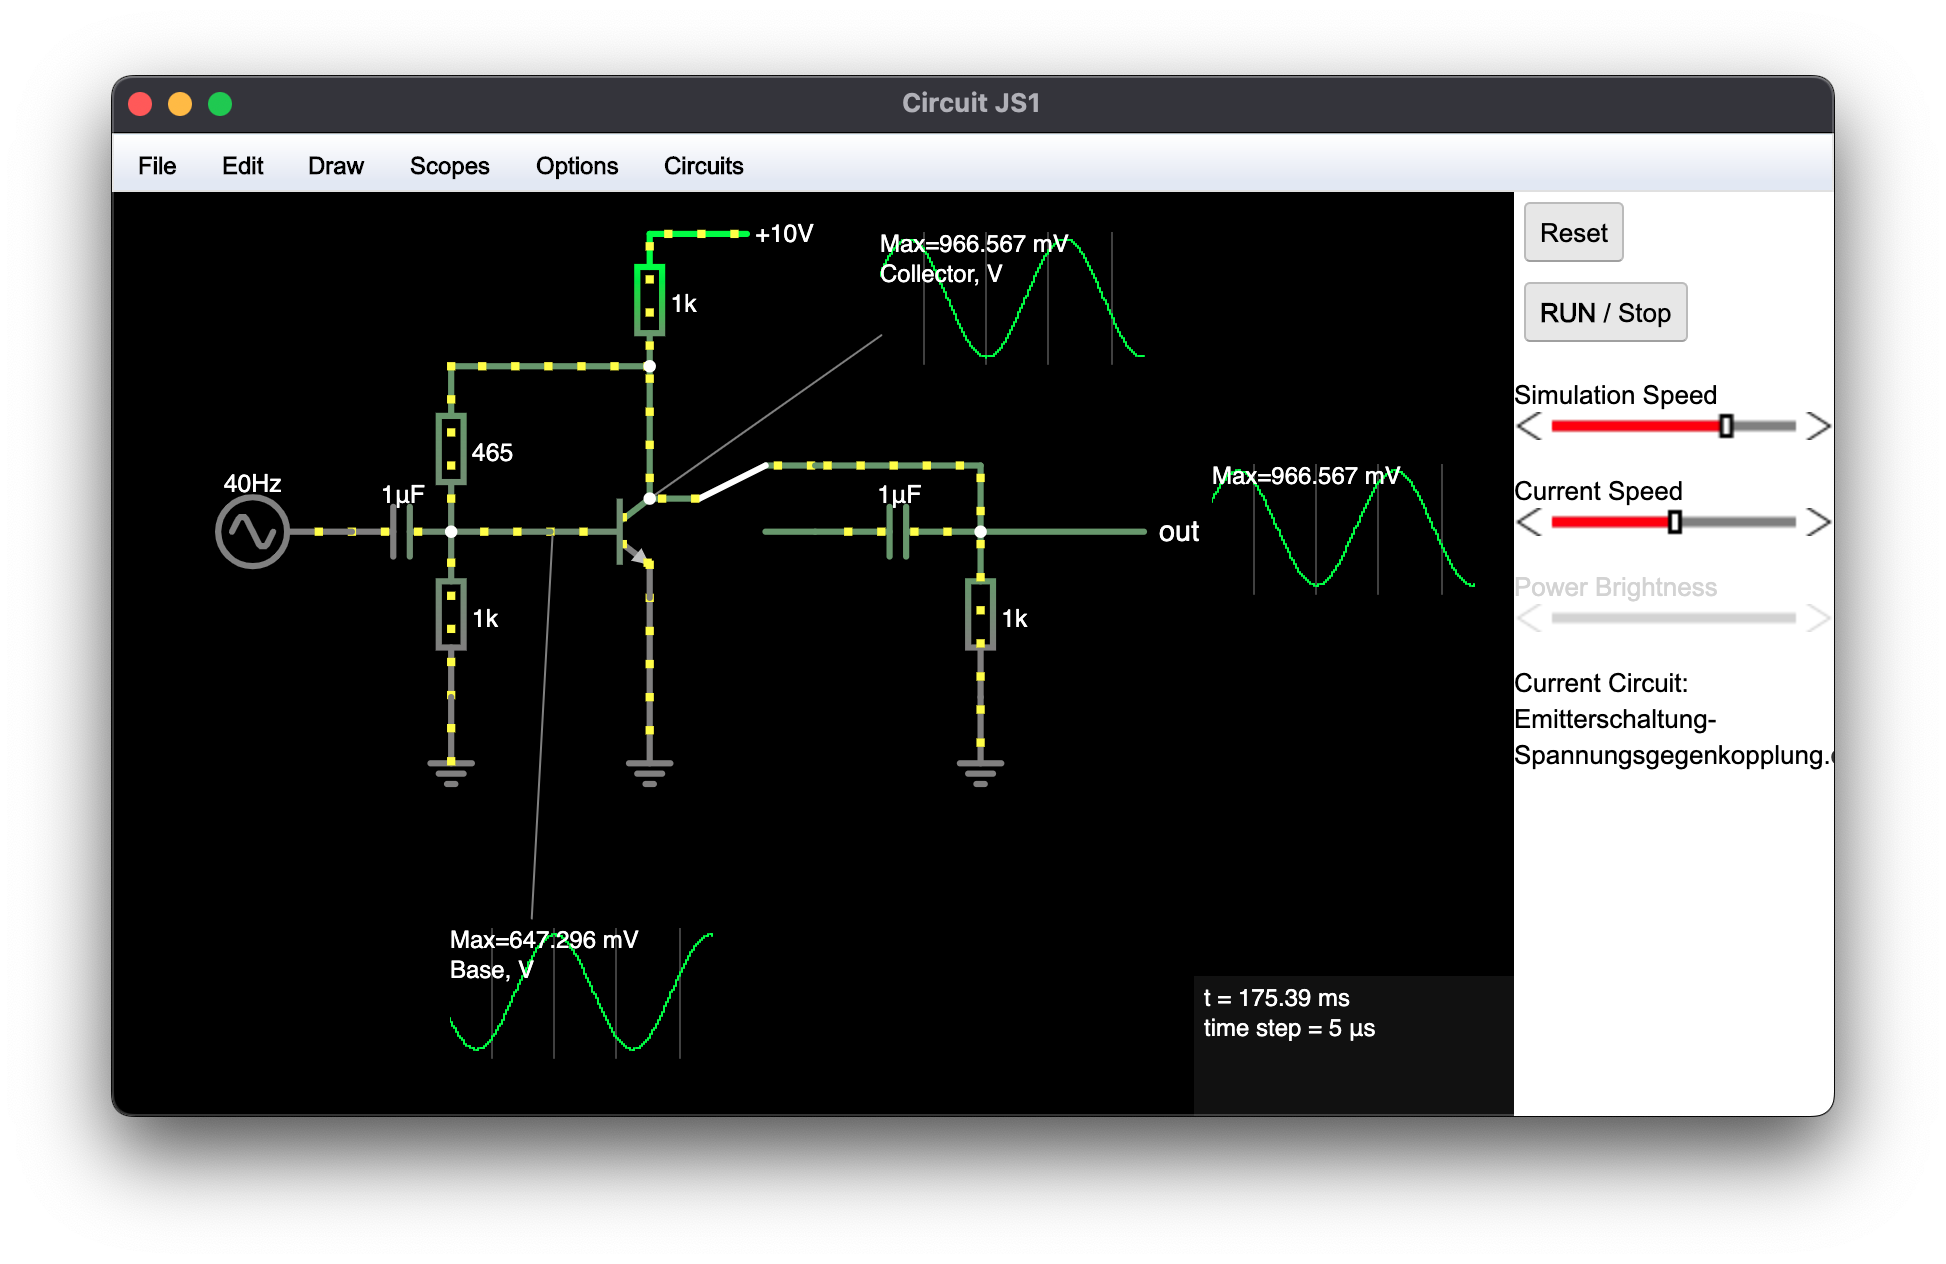 Circuit JS1
File Edit Draw Scopes Options Circuits
+10V
1k
Max=966.567 mV
Collector, V
465
40Hz
1µF
1µF
out
Max=966.567 mV
1k
1k
Max=647.296 mV
Base, V
t = 175.39 ms
time step = 5 µs
Reset
RUN / Stop
Simulation Speed
Current Speed
Power Brightness
Current Circuit:
Emitterschaltung-
Spannungsgegenkopplung.